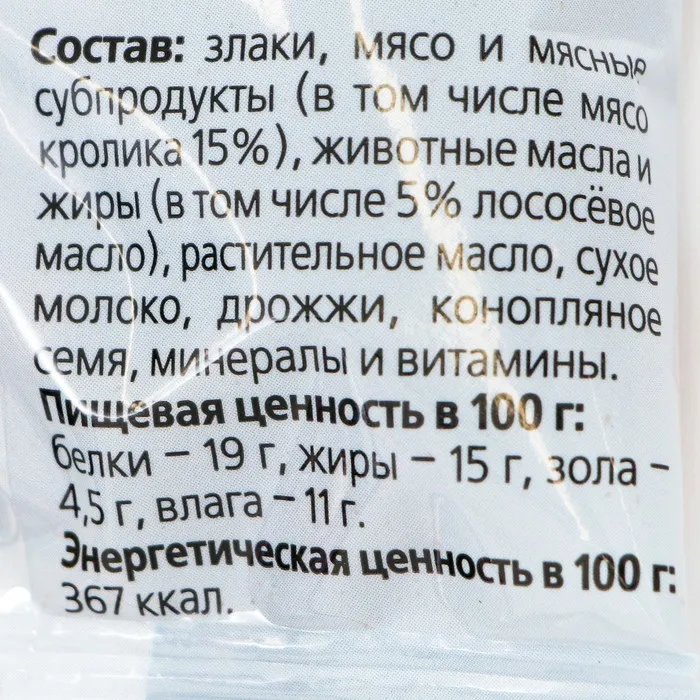 Состав: злаки, мясо и мясные
субпродукты (в том числе мясо
кролика 15%), животные масла и
жиры (в том числе 5% лососёвое
масло), растительное масло, сухое
молоко, дрожжи, конопляное
семя, минералы и витамины.
Пищевая ценность в 100 г:
белки – 19 г, жиры – 15 г, зола –
4,5 г, влага – 11 г.
Энергетическая ценность в 100 г:
367 ккал.